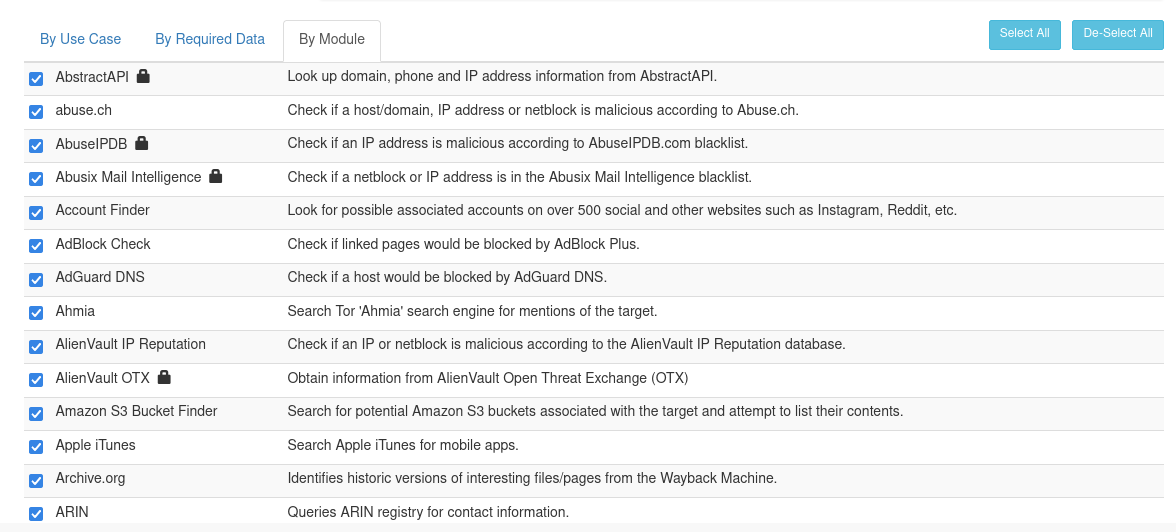 By Use Case By Required Data By Module Select All De-Select All
AbstractAPI Look up domain, phone and IP address information from AbstractAPI.
abuse.ch Check if a host/domain, IP address or netblock is malicious according to Abuse.ch.
AbuseIPDB Check if an IP address is malicious according to AbuseIPDB.com blacklist.
Abusix Mail Intelligence Check if a netblock or IP address is in the Abusix Mail Intelligence blacklist.
Account Finder Look for possible associated accounts on over 500 social and other websites such as Instagram, Reddit, etc.
AdBlock Check Check if linked pages would be blocked by AdBlock Plus.
AdGuard DNS Check if a host would be blocked by AdGuard DNS.
Ahmia Search Tor 'Ahmia' search engine for mentions of the target.
AlienVault IP Reputation Check if an IP or netblock is malicious according to the AlienVault IP Reputation database.
AlienVault OTX Obtain information from AlienVault Open Threat Exchange (OTX)
Amazon S3 Bucket Finder Search for potential Amazon S3 buckets associated with the target and attempt to list their contents.
Apple iTunes Search Apple iTunes for mobile apps.
Archive.org Identifies historic versions of interesting files/pages from the Wayback Machine.
ARIN Queries ARIN registry for contact information.